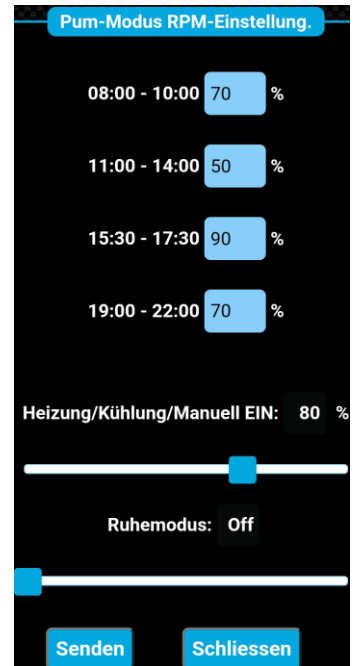 Pum-Modus RPM-Einstellung.
08:00 - 10:00 70 %
11:00 - 14:00 50 %
15:30 - 17:30 90 %
19:00 - 22:00 70 %
Heizung/Kühlung/Manuell EIN: 80 %
Ruhemodus: Off
Senden Schliessen